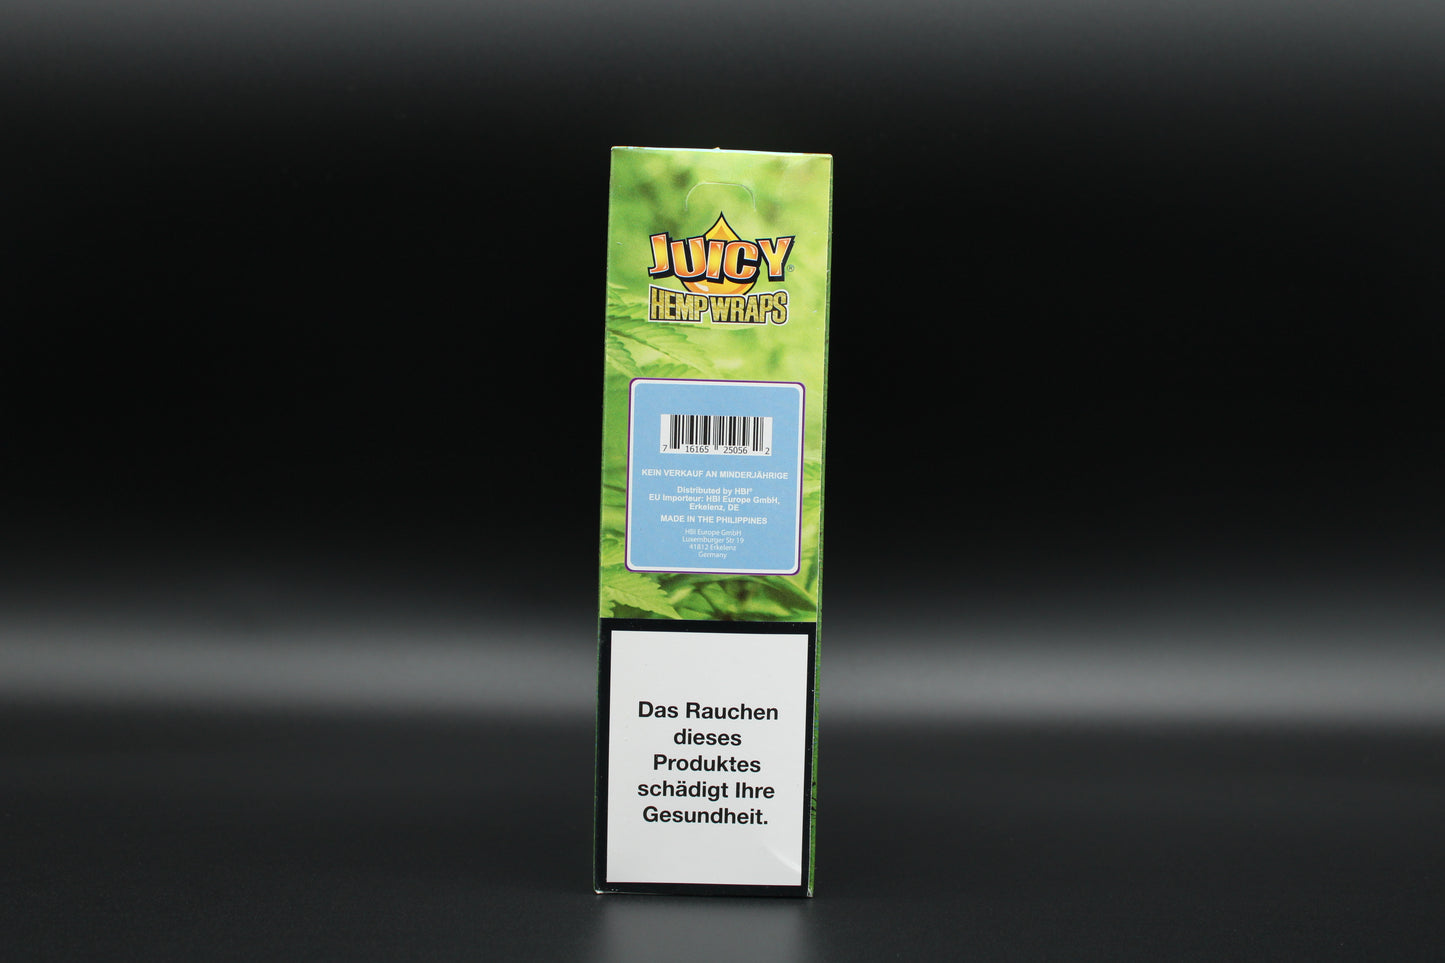 JUICY®
HEMP WRAPS
7 16165 25056 2
KEIN VERKAUF AN MINDERJÄHRIGE
Distributed by HBI®
EU Importeur: HBI Europe GmbH,
Erkelenz, DE
MADE IN THE PHILIPPINES
HBI Europe GmbH
Luxemburger Str 19
41812 Erkelenz
Germany
Das Rauchen
dieses
Produktes
schädigt Ihre
Gesundheit.